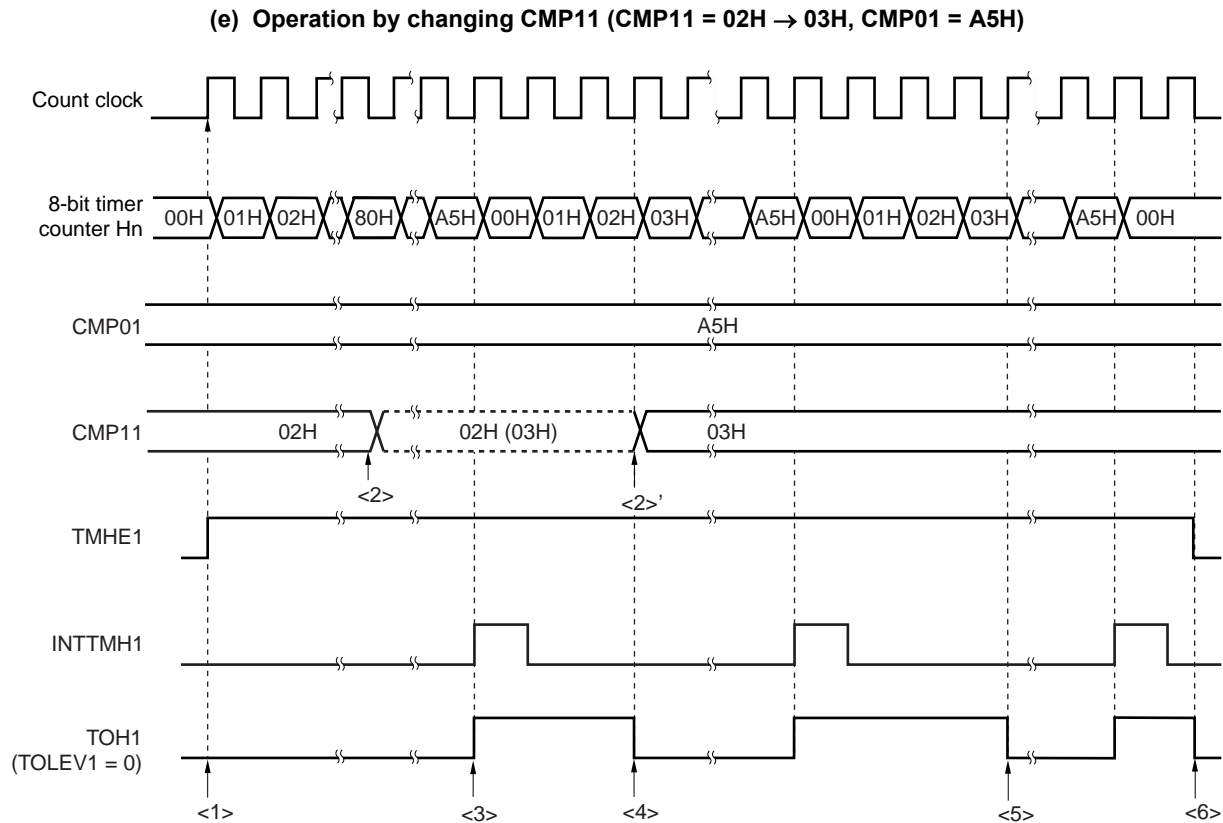 (e) Operation by changing CMP11 (CMP11 = 02H → 03H, CMP01 = A5H)
Count clock
8-bit timer
counter Hn
00H 01H 02H 80H A5H 00H 01H 02H 03H A5H 00H 01H 02H 03H A5H 00H
CMP01
A5H
CMP11
02H 02H (03H) 03H
<2> <2>’
TMHE1
INTTMH1
TOH1
(TOLEV1 = 0)
<1> <3> <4> <5> <6>